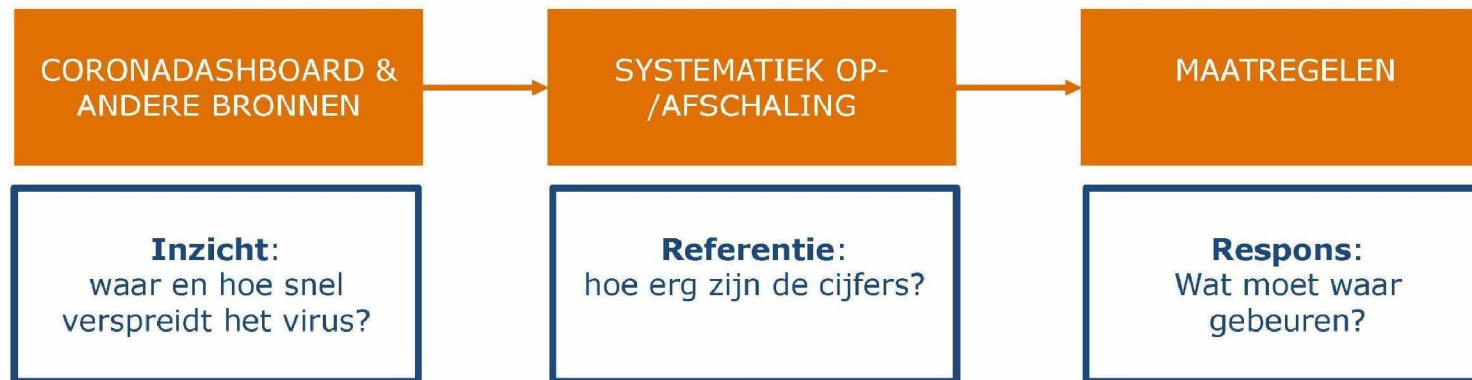 CORONADASHBOARD &
ANDERE BRONNEN
SYSTEMATIEK OP-
/AFSCHALING
MAATREGELEN
Inzicht:
waar en hoe snel
verspreidt het virus?
Referentie:
hoe erg zijn de cijfers?
Respons:
Wat moet waar
gebeuren?